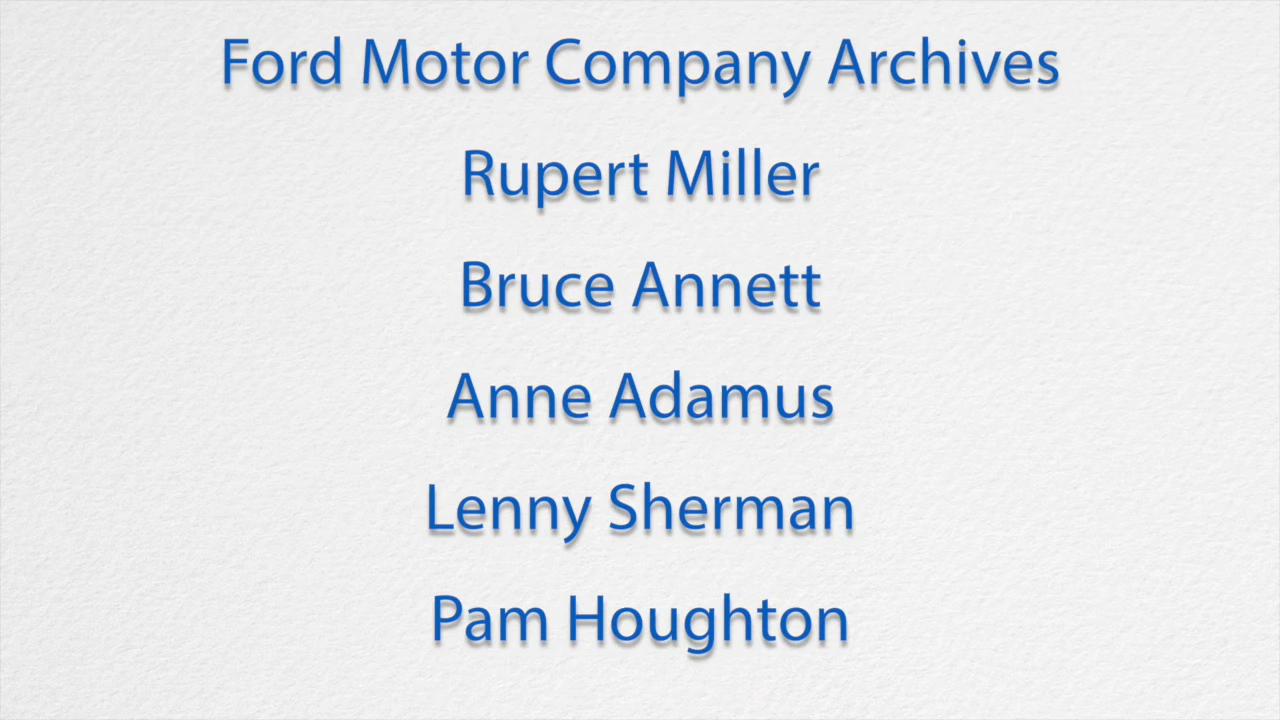 Ford Motor Company Archives
Rupert Miller
Bruce Annett
Anne Adamus
Lenny Sherman
Pam Houghton